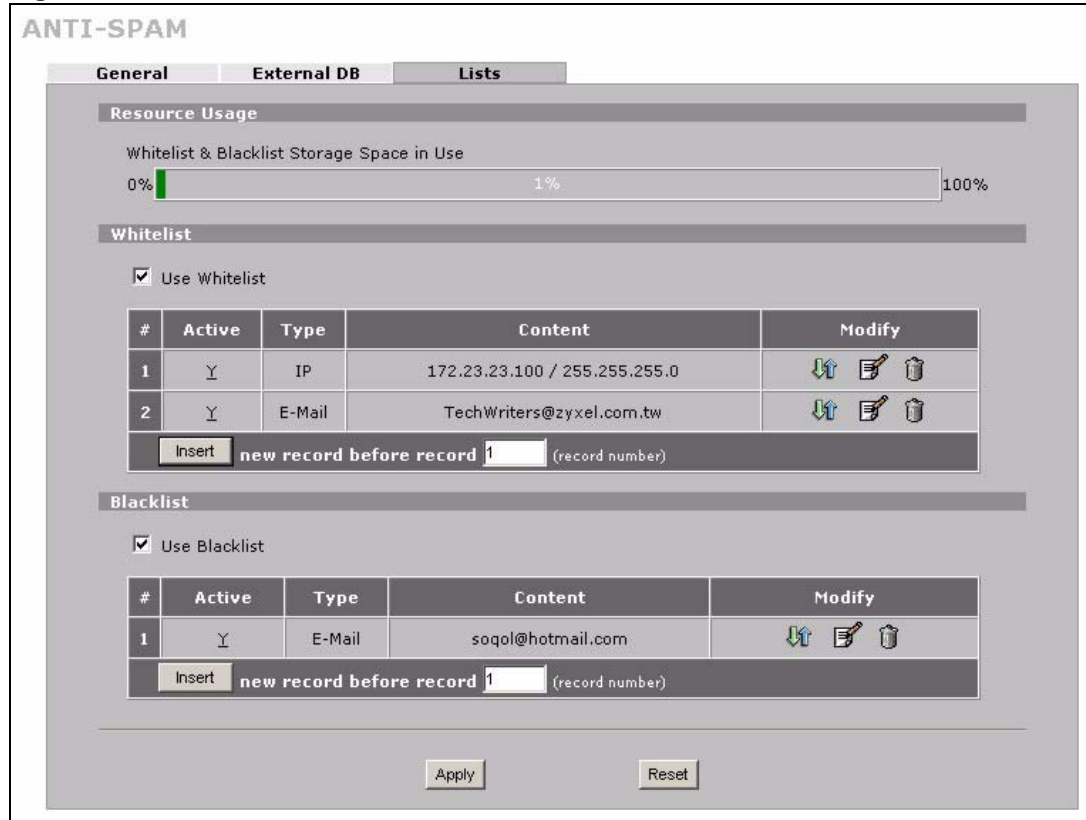 ANTI-SPAM
General External DB Lists
Resource Usage
Whitelist & Blacklist Storage Space in Use
0% 1% 100%
Whitelist
Use Whitelist
# Active Type Content Modify
1 Y IP 172.23.23.100 / 255.255.255.0
2 Y E-Mail TechWriters@zyxel.com.tw
Insert new record before record 1 (record number)
Blacklist
Use Blacklist
# Active Type Content Modify
1 Y E-Mail soqol@hotmail.com
Insert new record before record 1 (record number)
Apply Reset